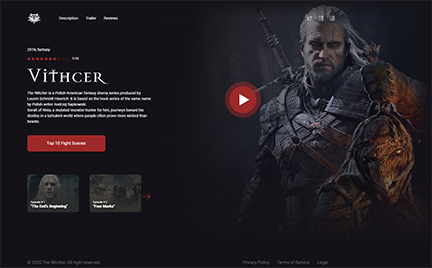 Description Trailer Reviews
2019, fantasy
7/10
VITHCER
The Witcher is a Polish-American fantasy drama series produced by
Lauren Schmidt Hissrich. It is based on the book series of the same name
by Polish writer Andrzej Sapkowski.
Geralt of Rivia, a mutated monster-hunter for hire, journeys toward his
destiny in a turbulent world where people often prove more wicked than
beasts.
Top 10 Fight Scenes
Episode # 1
"The End's Beginning"
Episode # 2
"Four Marks"
© 2020 The Witcher. All right reserved. Privacy Policy Terms of Service Legal